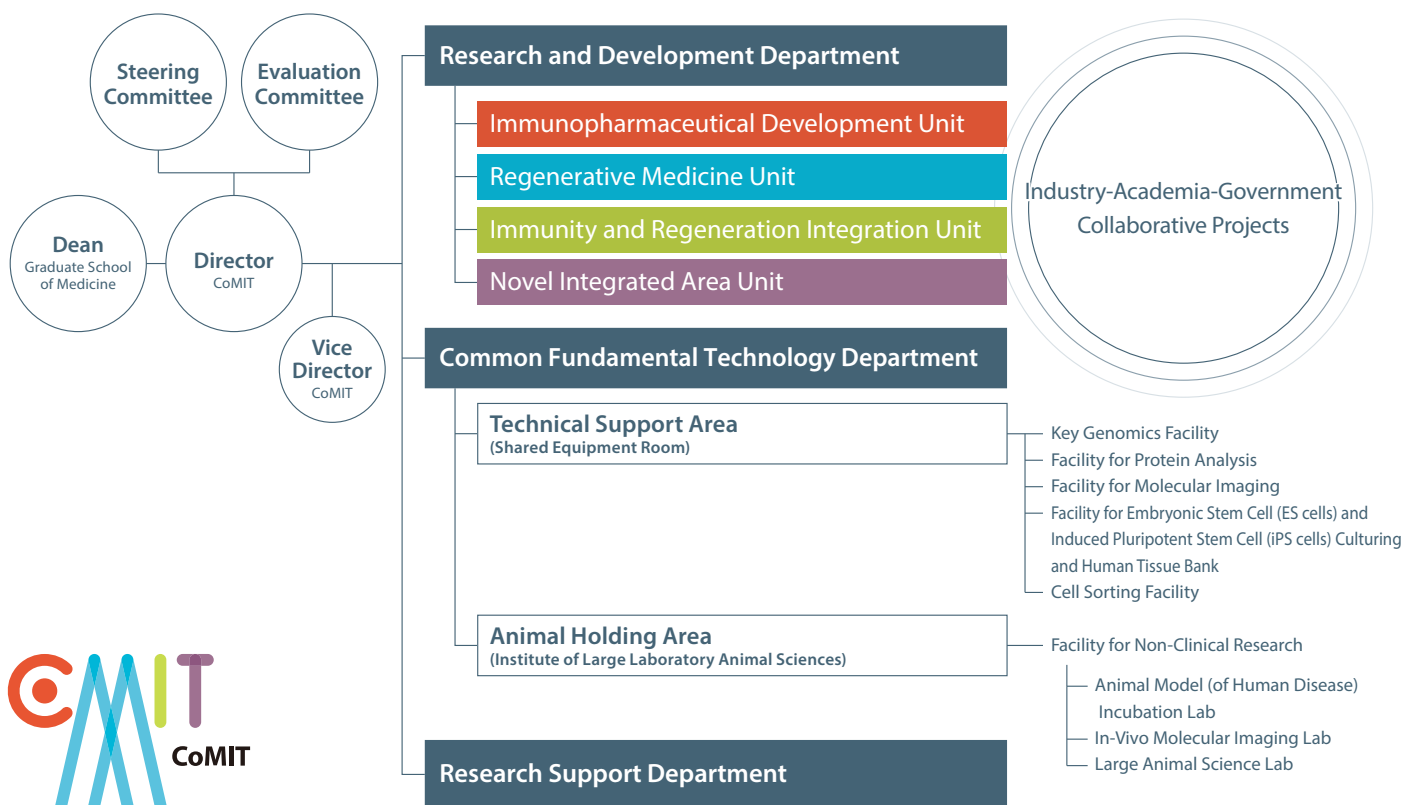 Steering
Committee
Evaluation
Committee
Dean
Graduate School
of Medicine
Director
CoMIT
Vice
Director
CoMIT
Research and Development Department
Immunopharmaceutical Development Unit
Regenerative Medicine Unit
Immunity and Regeneration Integration Unit
Novel Integrated Area Unit
Industry-Academia-Government
Collaborative Projects
Common Fundamental Technology Department
Technical Support Area
(Shared Equipment Room)
Key Genomics Facility
Facility for Protein Analysis
Facility for Molecular Imaging
Facility for Embryonic Stem Cell (ES cells) and
Induced Pluripotent Stem Cell (iPS cells) Culturing
and Human Tissue Bank
Cell Sorting Facility
Animal Holding Area
(Institute of Large Laboratory Animal Sciences)
Facility for Non-Clinical Research
Animal Model (of Human Disease)
Incubation Lab
In-Vivo Molecular Imaging Lab
Large Animal Science Lab
Research Support Department
CMIT
CoMIT